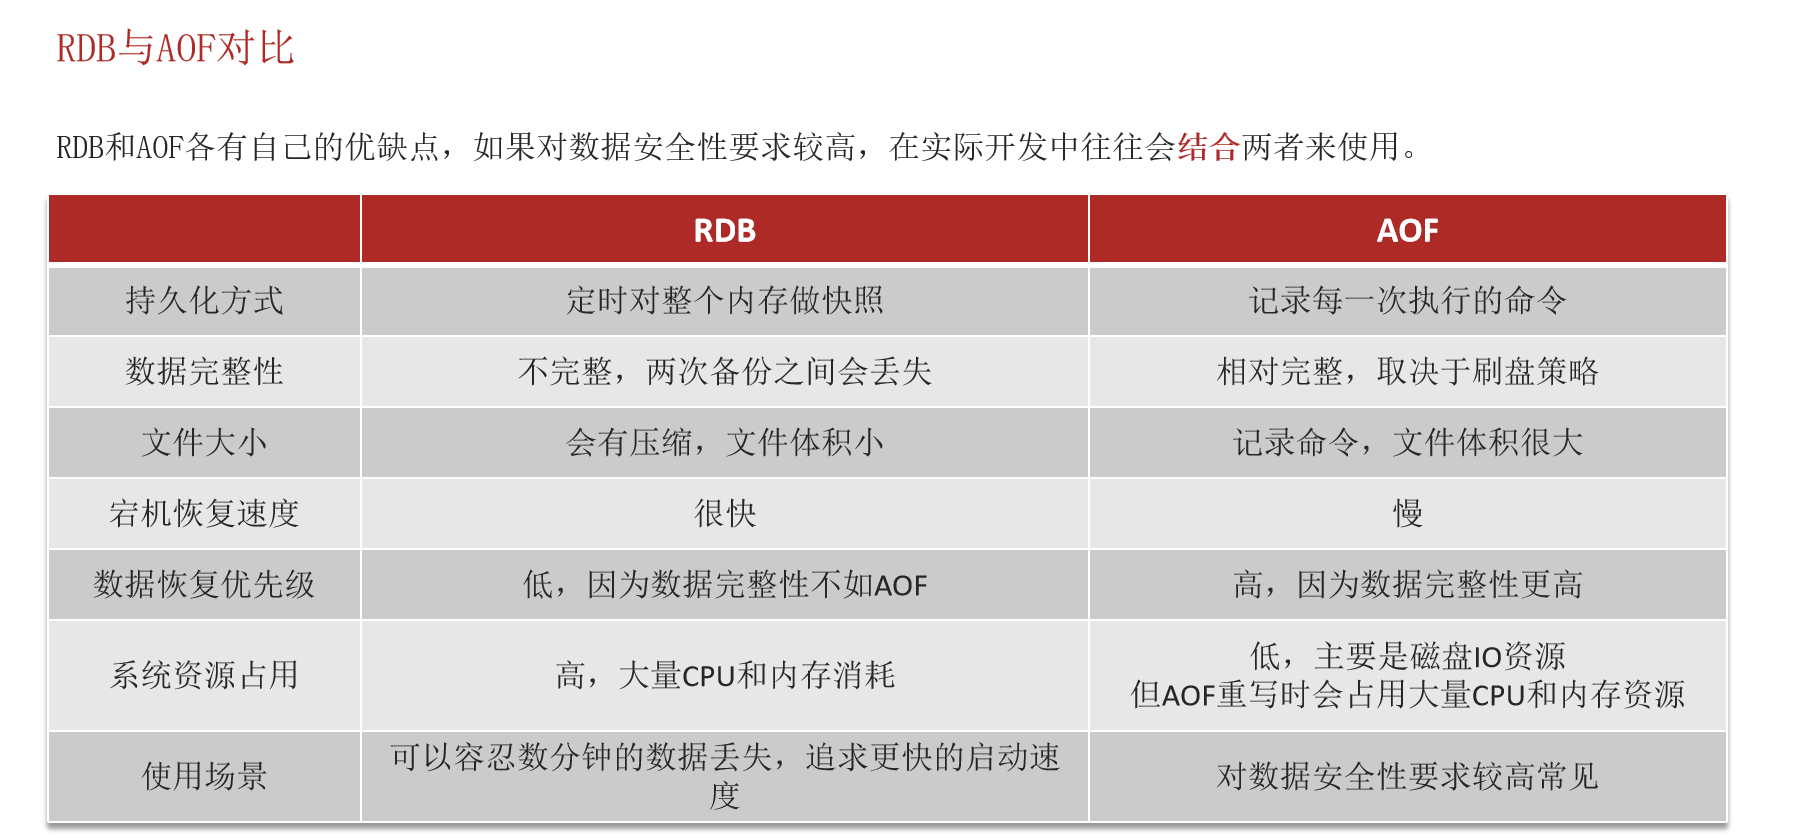 RDB与AOF对比
RDB和AOF各有自己的优缺点，如果对数据安全性要求较高，在实际开发中往往会结合两者来使用。
RDB AOF
持久化方式 定时对整个内存做快照 记录每一次执行的命令
数据完整性 不完整，两次备份之间会丢失 相对完整，取决于刷盘策略
文件大小 会有压缩，文件体积小 记录命令，文件体积很大
宕机恢复速度 很快 慢
数据恢复优先级 低，因为数据完整性不如AOF 高，因为数据完整性更高
系统资源占用 高，大量CPU和内存消耗 低，主要是磁盘IO资源
但AOF重写时会占用大量CPU和内存资源
使用场景 可以容忍数分钟的数据丢失，追求更快的启动速
度 对数据安全性要求较高常见